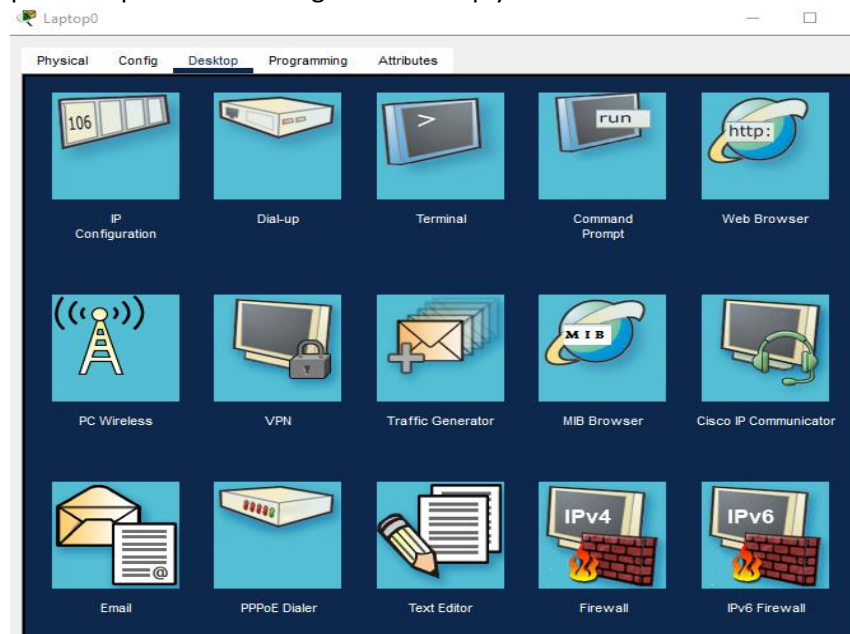 Laptop0
Physical Config Desktop Programming Attributes
106
>
run
http:
IP
Configuration
Dial-up
Terminal
Command
Prompt
Web Browser
MIB
PC Wireless
VPN
Traffic Generator
MIB Browser
Cisco IP Communicator
@
IPv4
IPv6
Email
PPPoE Dialer
Text Editor
Firewall
IPv6 Firewall